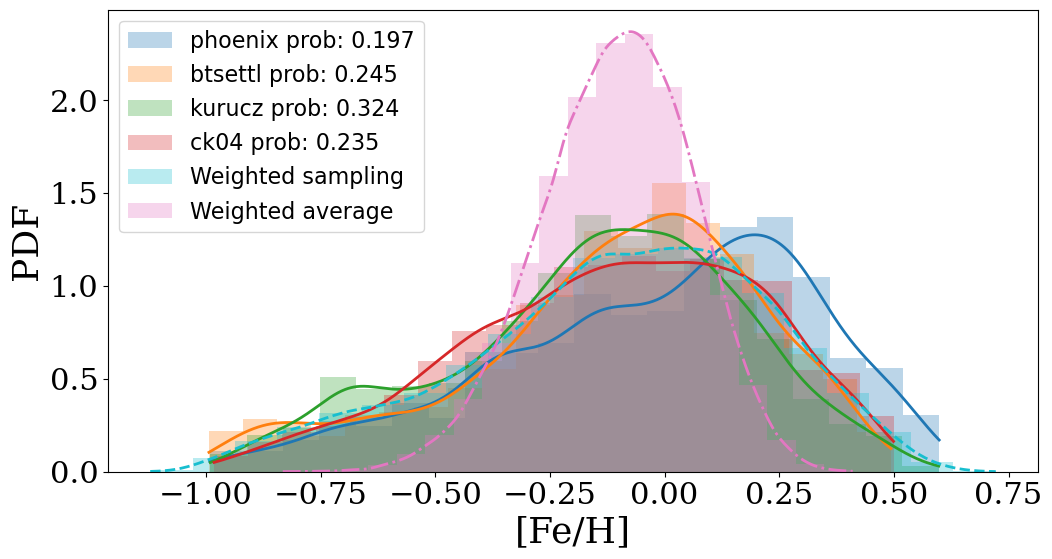 phoenix prob: 0.197
btsettl prob: 0.245
kurucz prob: 0.324
ck04 prob: 0.235
Weighted sampling
Weighted average
PDF
2.0
1.5
1.0
0.5
0.0
−1.00 −0.75 −0.50 −0.25 0.00 0.25 0.50 0.75
[Fe/H]